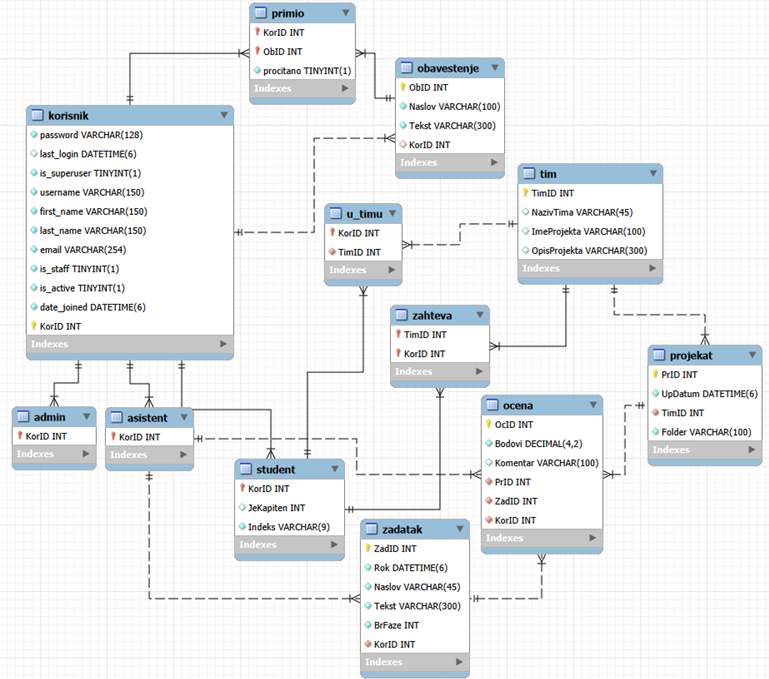 primio
KorID INT
ObID INT
procitano TINYINT(1)
Indexes
obavestenje
ObID INT
Naslov VARCHAR(100)
Tekst VARCHAR(300)
KorID INT
Indexes
korisnik
password VARCHAR(128)
last_login DATETIME(6)
is_superuser TINYINT(1)
username VARCHAR(150)
first_name VARCHAR(150)
last_name VARCHAR(150)
email VARCHAR(254)
is_staff TINYINT(1)
is_active TINYINT(1)
date_joined DATETIME(6)
KorID INT
Indexes
tim
TimID INT
NazivTima VARCHAR(45)
ImeProjekta VARCHAR(100)
OpisProjekta VARCHAR(300)
Indexes
u_timu
KorID INT
TimID INT
Indexes
zahteva
TimID INT
KorID INT
Indexes
projekat
PrID INT
UpDatum DATETIME(6)
TimID INT
Folder VARCHAR(100)
Indexes
admin
KorID INT
Indexes
asistent
KorID INT
Indexes
ocena
OcID INT
Bodovi DECIMAL(4,2)
Komentar VARCHAR(100)
PrID INT
ZadID INT
KorID INT
Indexes
student
KorID INT
JeKapiten INT
Indeks VARCHAR(9)
Indexes
zadatak
ZadID INT
Rok DATETIME(6)
Naslov VARCHAR(45)
Tekst VARCHAR(300)
BrFaze INT
KorID INT
Indexes